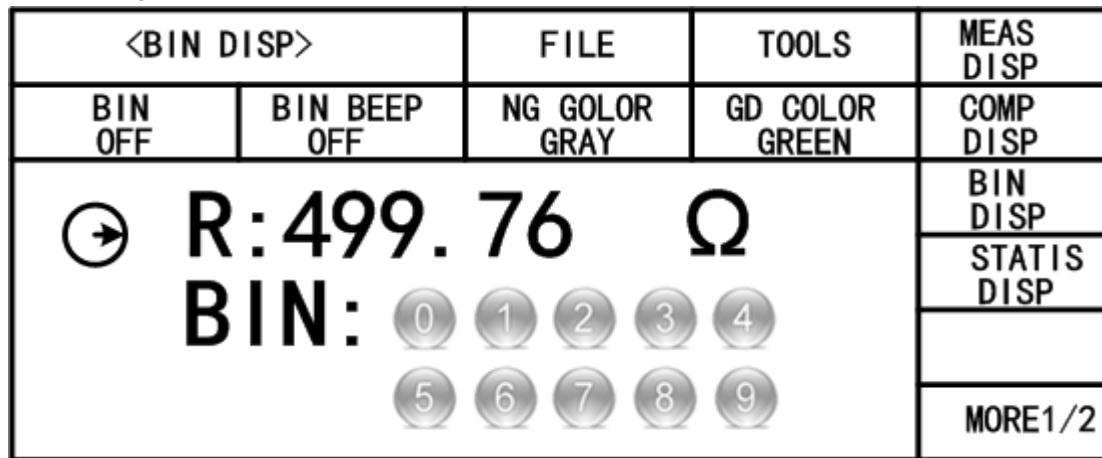 <BIN DISP>
FILE
TOOLS
MEAS
DISP
BIN
OFF
BIN BEEP
OFF
NG GOLOR
GRAY
GD COLOR
GREEN
COMP
DISP
R:499.76 Ω
BIN
DISP
BIN: 0 1 2 3 4
STATIS
DISP
5 6 7 8 9
MORE1/2